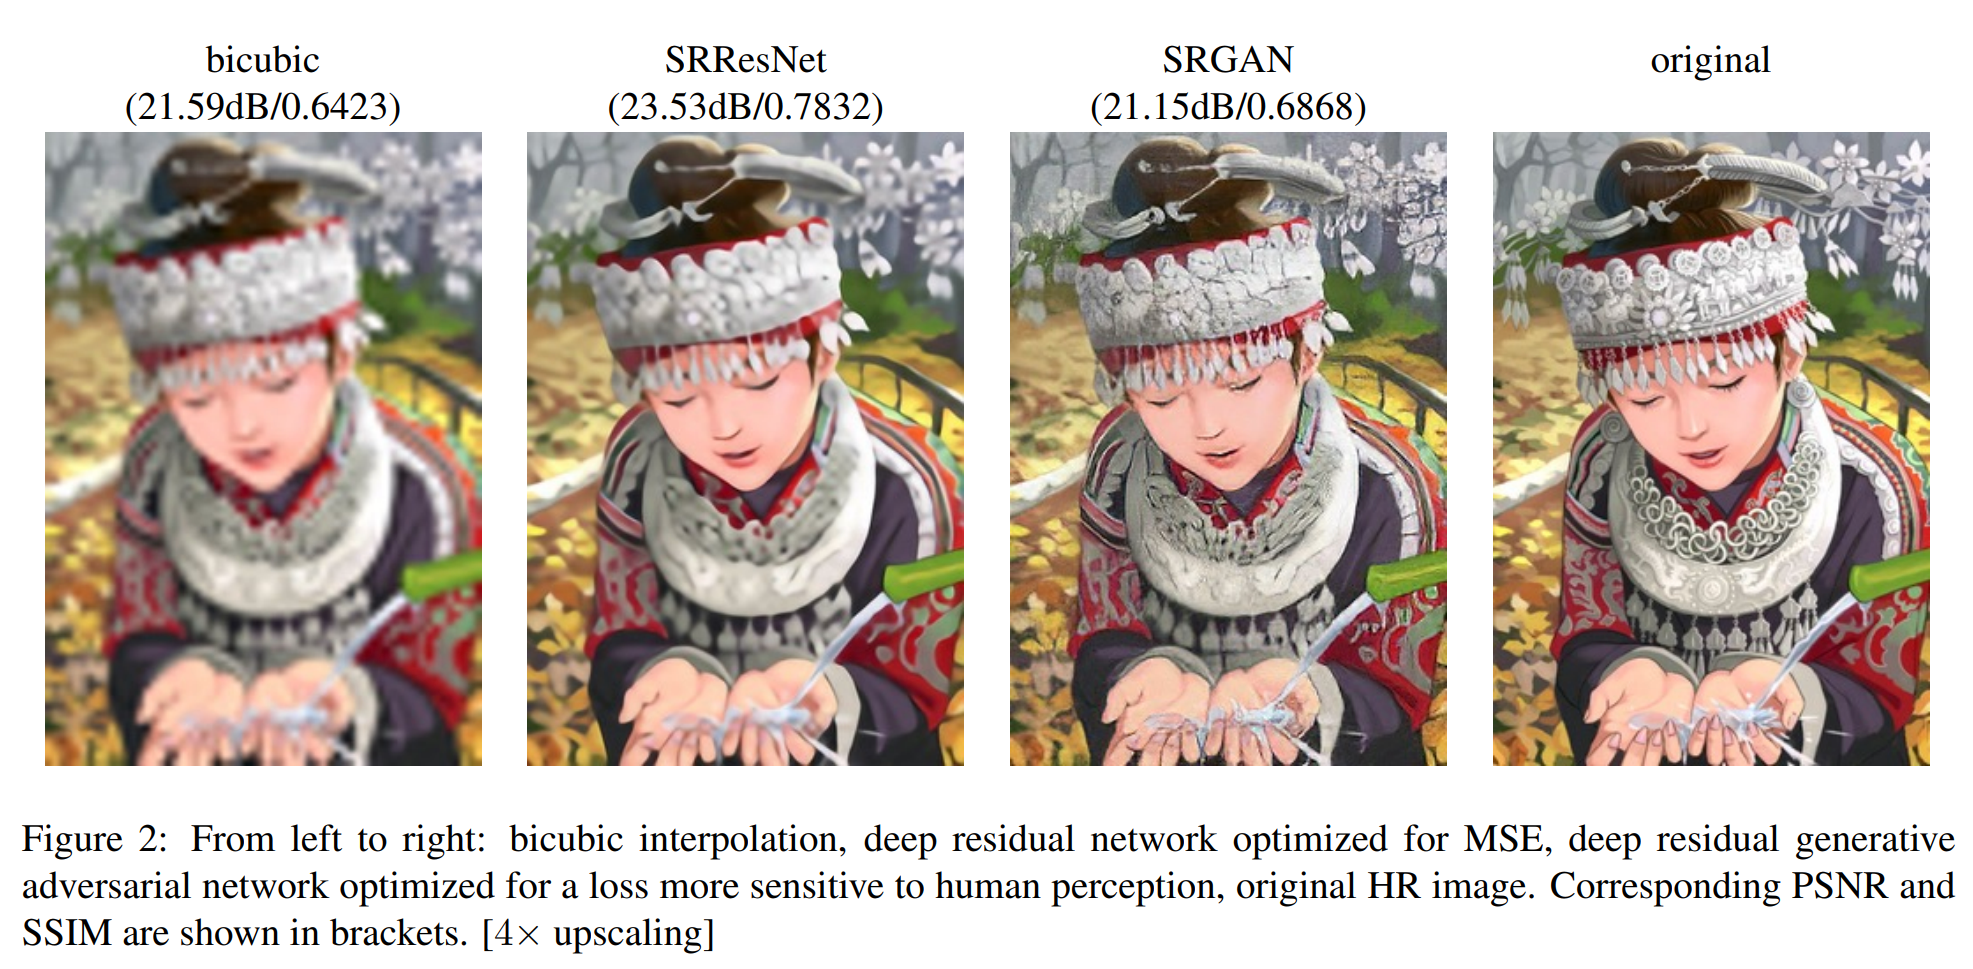 bicubic
(21.59dB/0.6423)
SRResNet
(23.53dB/0.7832)
SRGAN
(21.15dB/0.6868)
original
Figure 2: From left to right: bicubic interpolation, deep residual network optimized for MSE, deep residual generative
adversarial network optimized for a loss more sensitive to human perception, original HR image. Corresponding PSNR and
SSIM are shown in brackets. [4× upscaling]